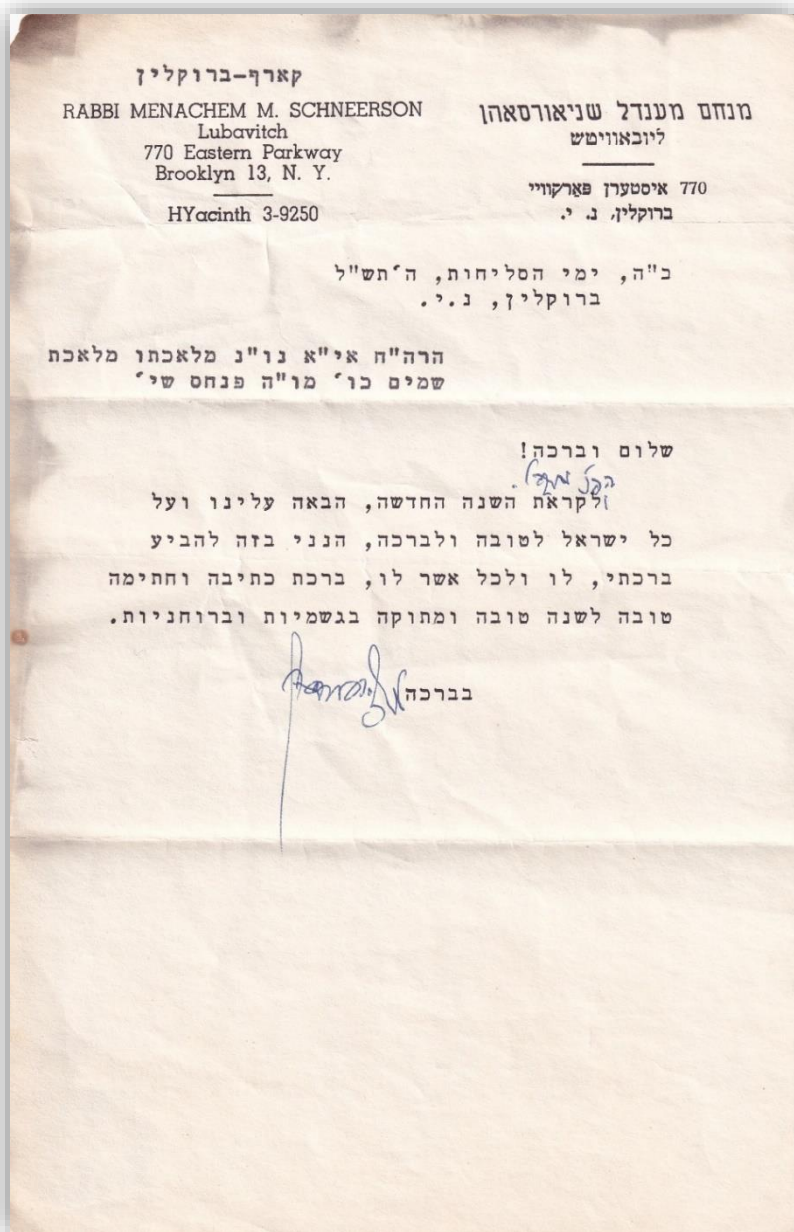 קארף-ברוקלין
RABBI MENACHEM M. SCHNEERSON
Lubavitch
770 Eastern Parkway
Brooklyn 13, N. Y.
HYacinth 3-9250
מנחם מענדל שניאורסאהן
ליובאוויטש
770 איסטערן פּאַרקוויי
ברוקלין, נ. י.
כ"ה, ימי הסליחות, ה'תש"ל
ברוקלין, נ.י.
הרה"ח אי"א נו"נ מלאכתו מלאכת
שמים כו' מו"ה פנחס שי'
שלום וברכה!
לקראת השנה החדשה, הבאה עלינו ועל
כל ישראל לטובה ולברכה, הנני בזה להביע
ברכתי, לו ולכל אשר לו, ברכת כתיבה וחתימה
טובה לשנה טובה ומתוקה בגשמיות וברוחניות.
בברכה